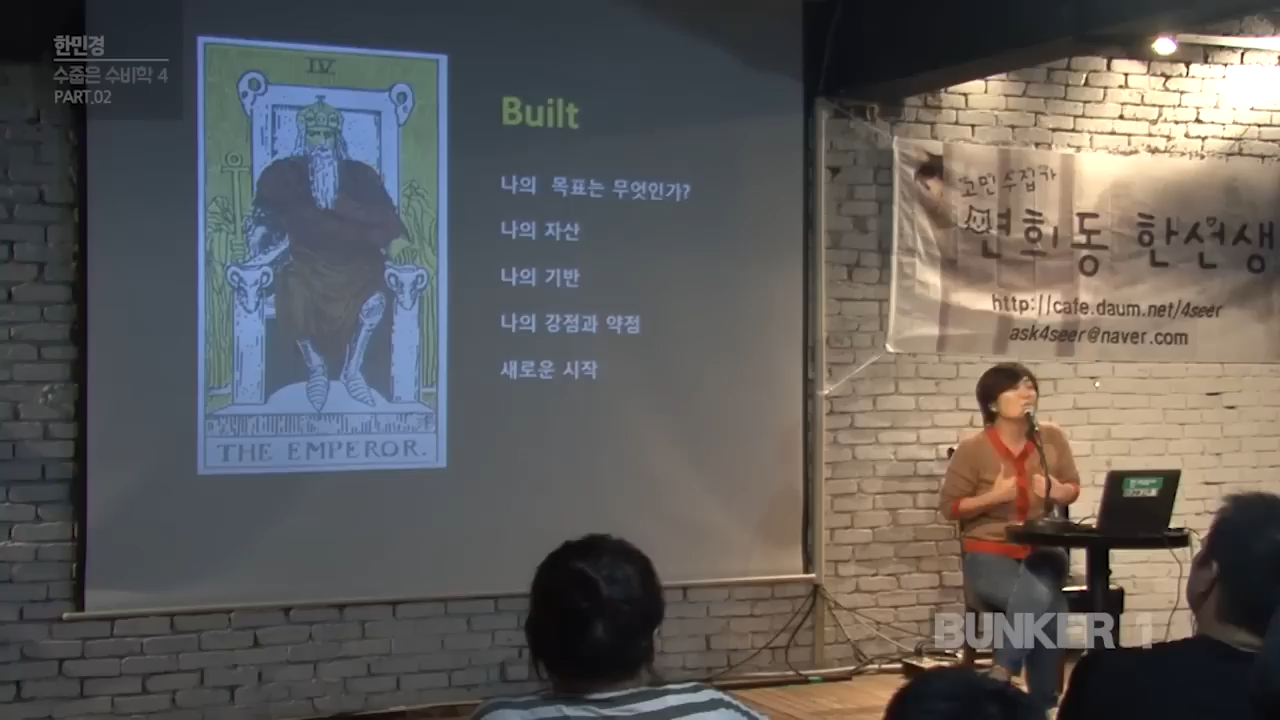 한민경
수줍은 수비학 4
PART.02
IV
THE EMPEROR.
Built
나의 목표는 무엇인가?
나의 자산
나의 기반
나의 강점과 약점
새로운 시작
고민 수집가
연희동 한선생
http://cafe.daum.net/4seer
ask4seer@naver.com
BUNKER 1